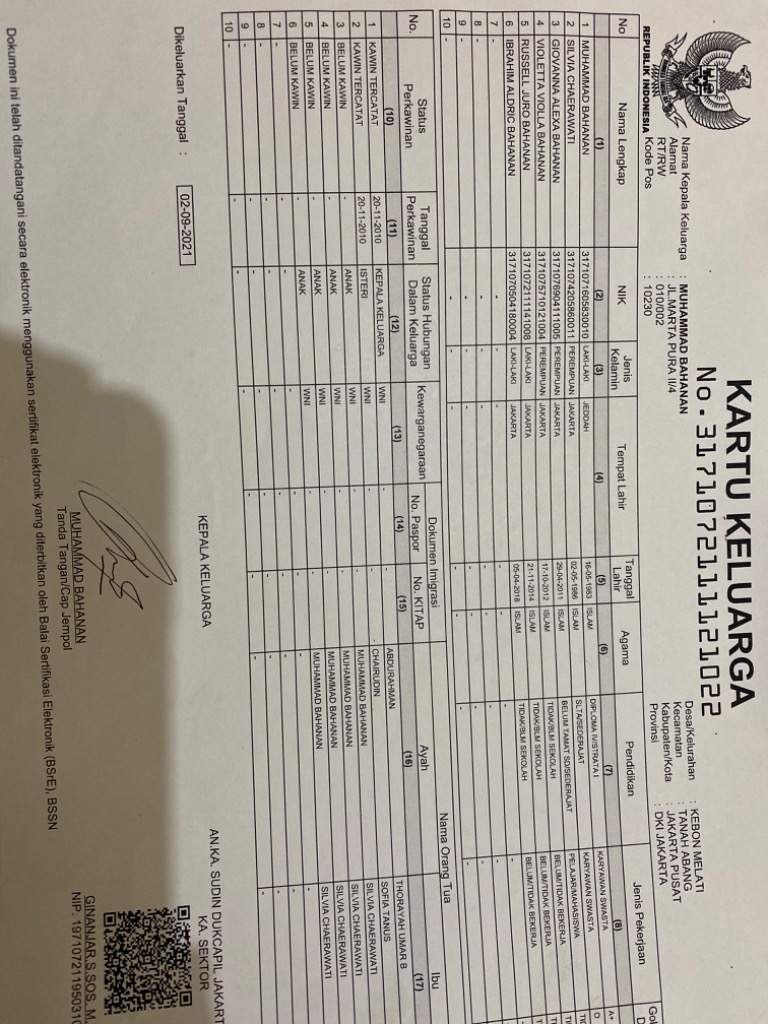 KARTU KELUARGA
No. 3171072111121022
REPUBLIK INDONESIA
Nama Kepala Keluarga : MUHAMMAD BAHANAN
Alamat : JL.MARTA PURA II/4
RT/RW : 010/002
Kode Pos : 10230
Desa/Kelurahan : KEBON MELATI
Kecamatan : TANAH ABANG
Kabupaten/Kota : JAKARTA PUSAT
Provinsi : DKI JAKARTA
No Nama Lengkap NIK Jenis Kelamin Tempat Lahir Tanggal Lahir Agama Pendidikan Jenis Pekerjaan
(1) (2) (3) (4) (5) (6) (7) (8)
1 MUHAMMAD BAHANAN 3171071605830010 LAKI-LAKI JEDDAH 16-05-1983 ISLAM DIPLOMA IV/STRATA I KARYAWAN SWASTA A+
2 SILVIA CHAERAWATI 3171074205860011 PEREMPUAN JAKARTA 02-05-1986 ISLAM SLTA/SEDERAJAT KARYAWAN SWASTA O
3 GIOVANNA ALEXA BAHANAN 3171076904111005 PEREMPUAN JAKARTA 29-04-2011 ISLAM BELUM TAMAT SD/SEDERAJAT PELAJAR/MAHASISWA
4 VIOLETTA VIOLLA BAHANAN 3171075710121004 PEREMPUAN JAKARTA 17-10-2012 ISLAM TIDAK/BLM SEKOLAH BELUM/TIDAK BEKERJA
5 RUSSELL JURO BAHANAN 3171072111141008 LAKI-LAKI JAKARTA 21-11-2014 ISLAM TIDAK/BLM SEKOLAH BELUM/TIDAK BEKERJA
6 IBRAHIM ALDRIC BAHANAN 3171070504180004 LAKI-LAKI JAKARTA 05-04-2018 ISLAM TIDAK/BLM SEKOLAH BELUM/TIDAK BEKERJA
7 - - - - - - - -
8 - - - - - - - -
9 - - - - - - - -
10 - - - - - - - -
No. Status Perkawinan Tanggal Perkawinan Status Hubungan Dalam Keluarga Kewarganegaraan Dokumen Imigrasi Nama Orang Tua
No. Paspor No. KITAP Ayah Ibu
(10) (11) (12) (13) (14) (15) (16) (17)
1 KAWIN TERCATAT 20-11-2010 KEPALA KELUARGA WNI - - ABDURAHMAN THORAYAH UMAR B
2 KAWIN TERCATAT 20-11-2010 ISTERI WNI - - CHAIRUDIN SOFIA TANUS
3 BELUM KAWIN - ANAK WNI - - MUHAMMAD BAHANAN SILVIA CHAERAWATI
4 BELUM KAWIN - ANAK WNI - - MUHAMMAD BAHANAN SILVIA CHAERAWATI
5 BELUM KAWIN - ANAK WNI - - MUHAMMAD BAHANAN SILVIA CHAERAWATI
6 BELUM KAWIN - ANAK WNI - - MUHAMMAD BAHANAN SILVIA CHAERAWATI
7 - - - - - - - -
8 - - - - - - - -
9 - - - - - - - -
10 - - - - - - - -
Dikeluarkan Tanggal : 02-09-2021
KEPALA KELUARGA
MUHAMMAD BAHANAN
Tanda Tangan/Cap Jempol
AN.KA. SUDIN DUKCAPIL JAKART
KA. SEKTOR
GINANJAR,S.SOS, M.
NIP. 19710721195031
Dokumen ini telah ditandatangani secara elektronik menggunakan sertifikat elektronik yang diterbitkan oleh Balai Sertifikasi Elektronik (BSrE), BSSN